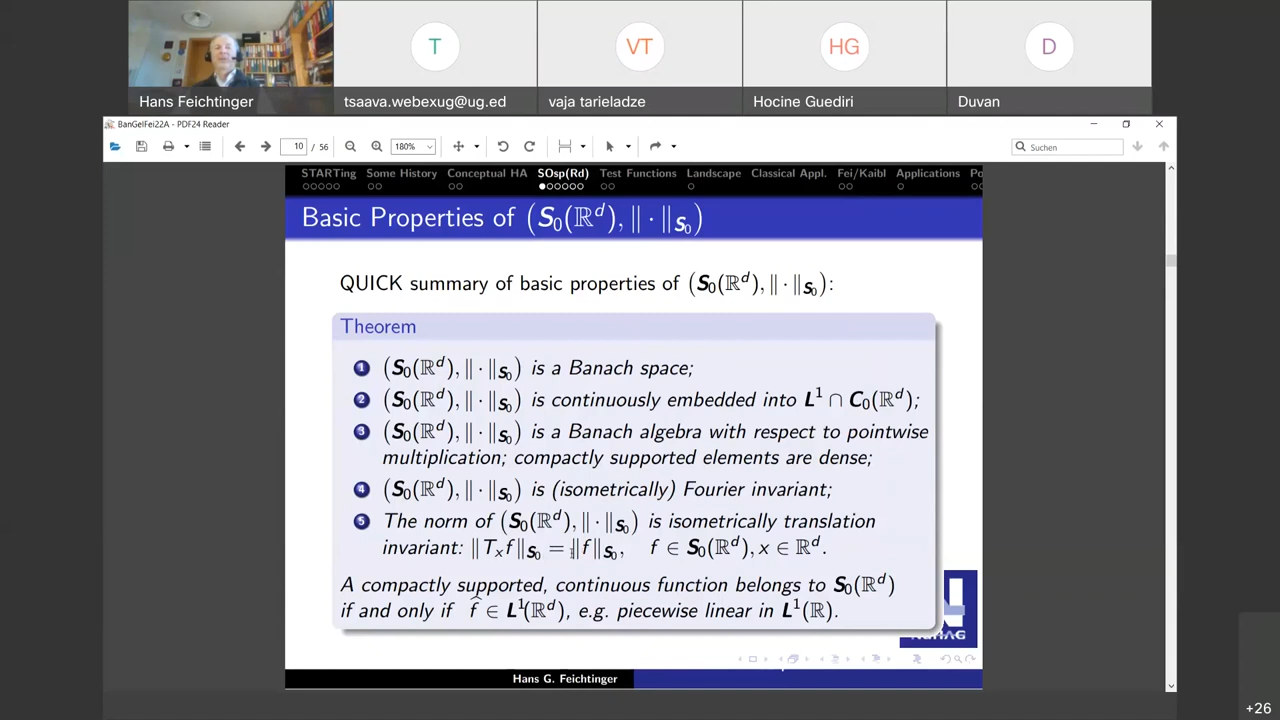 T
VT
HG
D
Hans Feichtinger
tsaava.webexug@ug.ed
vaja tarieladze
Hocine Guediri
Duvan
BanGelFei22A - PDF24 Reader
10 / 56
180%
Suchen
STARTing Some History Conceptual HA SOsp(Rd) Test Functions Landscape Classical Appl. Fei/Kaibl Applications Po
Basic Properties of (S₀(ℝᵈ), ‖ · ‖S₀)
QUICK summary of basic properties of (S₀(ℝᵈ), ‖ · ‖S₀):
Theorem
1 (S₀(ℝᵈ), ‖ · ‖S₀) is a Banach space;
2 (S₀(ℝᵈ), ‖ · ‖S₀) is continuously embedded into L¹ ∩ C₀(ℝᵈ);
3 (S₀(ℝᵈ), ‖ · ‖S₀) is a Banach algebra with respect to pointwise
multiplication; compactly supported elements are dense;
4 (S₀(ℝᵈ), ‖ · ‖S₀) is (isometrically) Fourier invariant;
5 The norm of (S₀(ℝᵈ), ‖ · ‖S₀) is isometrically translation
invariant: ‖Tₓf‖S₀ = ‖f‖S₀, f ∈ S₀(ℝᵈ), x ∈ ℝᵈ.
A compactly supported, continuous function belongs to S₀(ℝᵈ)
if and only if f̂ ∈ L¹(ℝᵈ), e.g. piecewise linear in L¹(ℝ).
NuHAG
Hans G. Feichtinger
+26